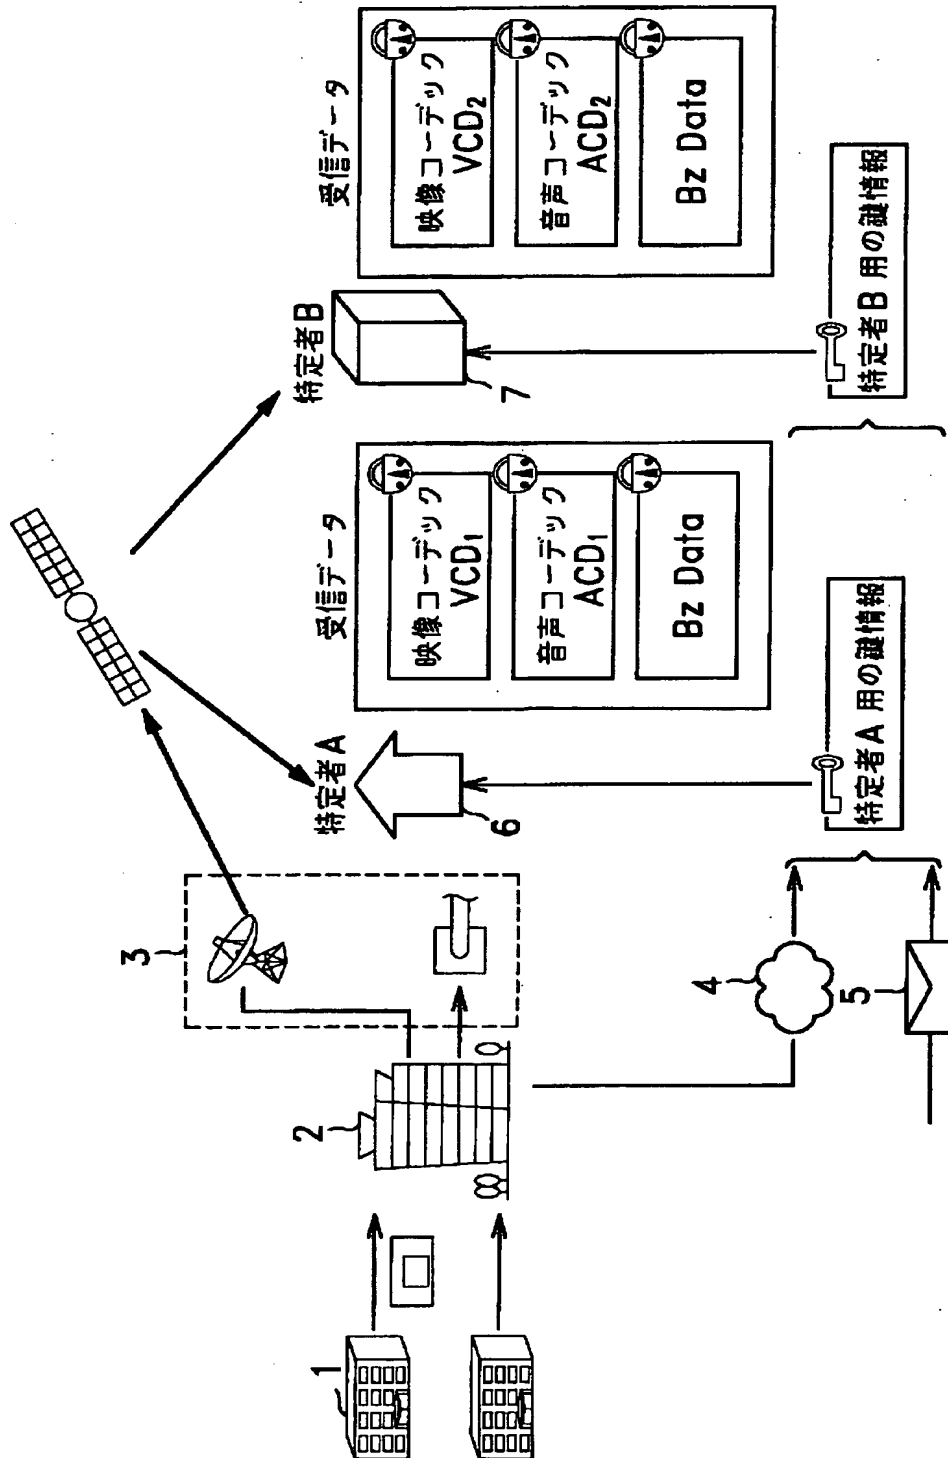 1
2
3
4
5
特定者A
6
受信データ
映像コーデック
VCD1
音声コーデック
ACD1
Bz Data
特定者A 用の鍵情報
特定者B
7
受信データ
映像コーデック
VCD2
音声コーデック
ACD2
Bz Data
特定者B 用の鍵情報